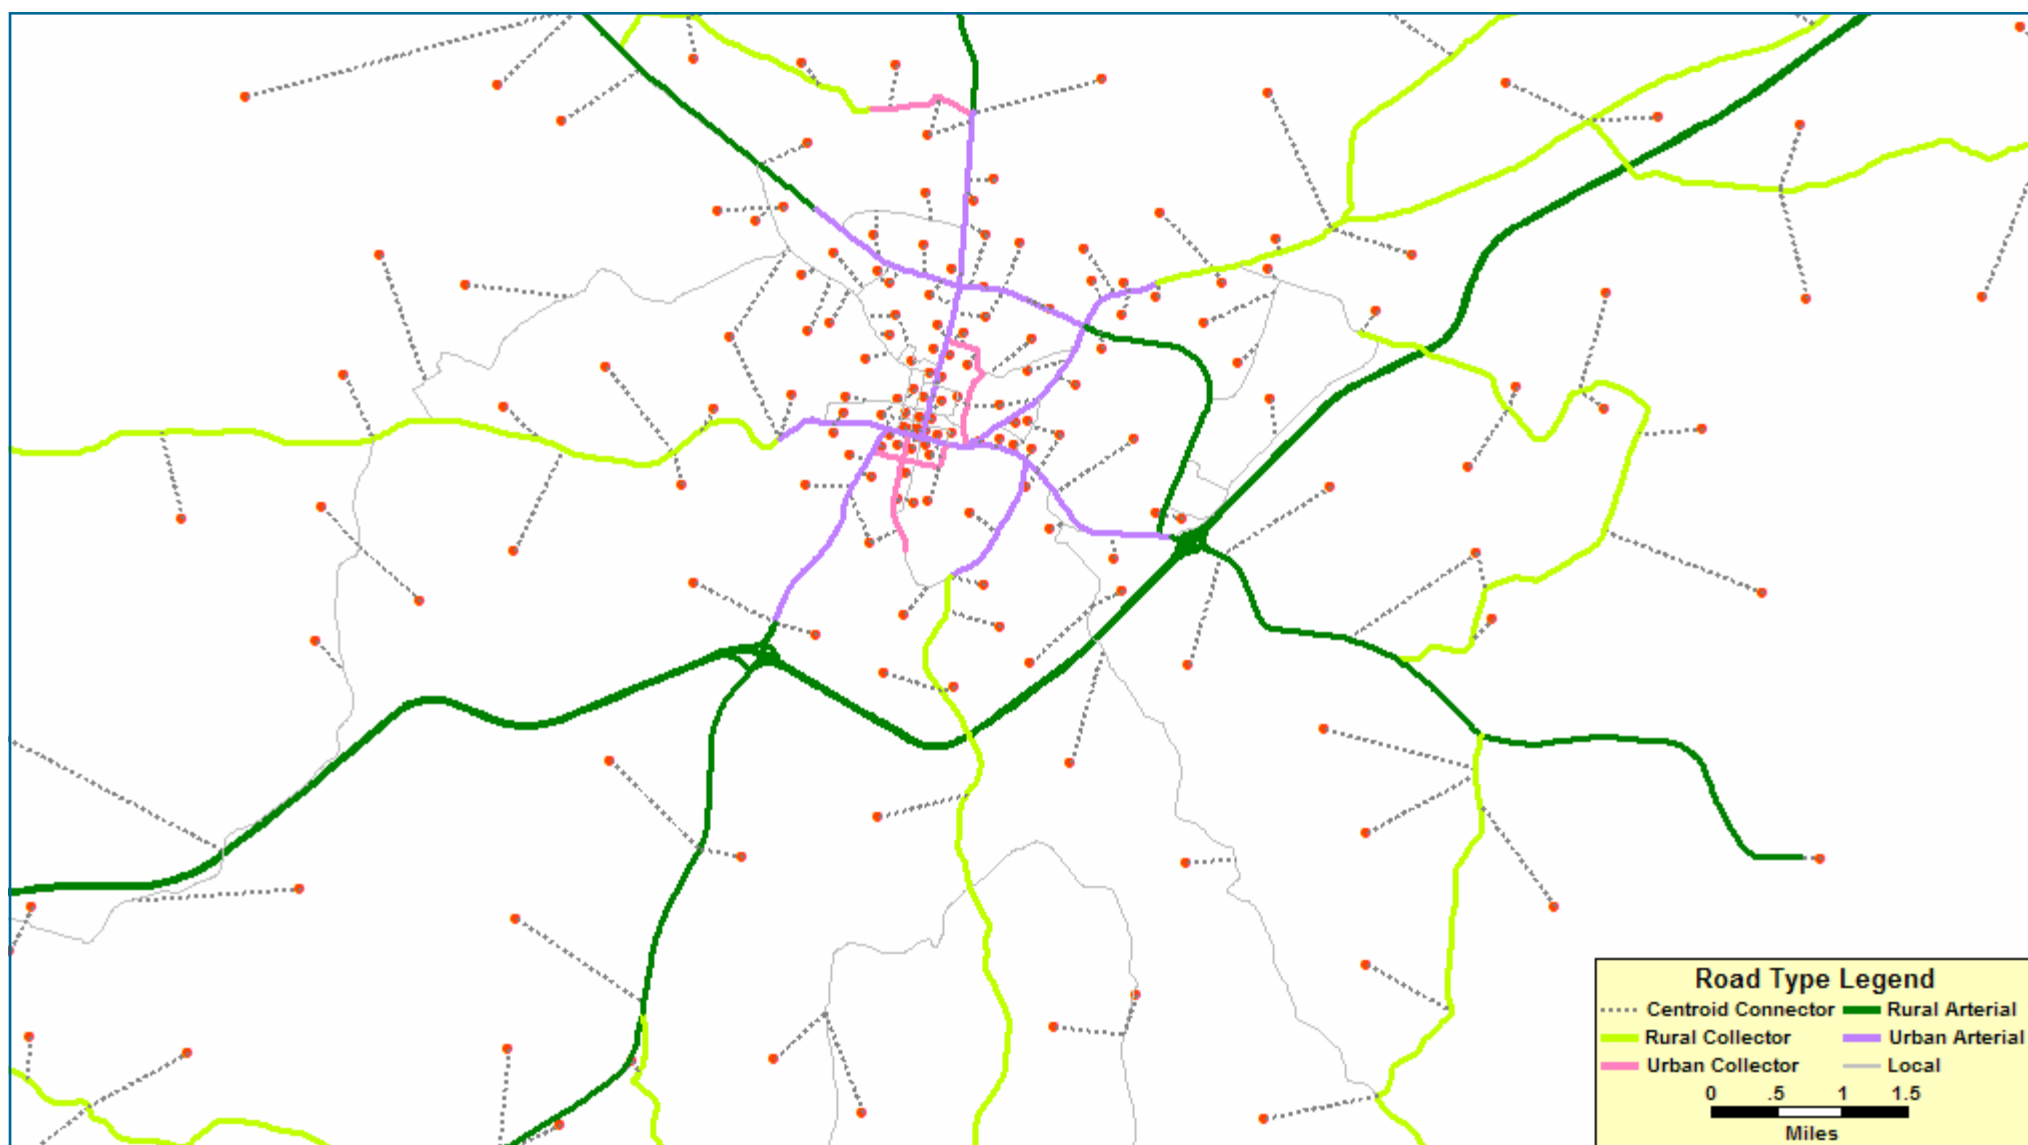 Road Type Legend
Centroid Connector Rural Arterial
Rural Collector Urban Arterial
Urban Collector Local
0 .5 1 1.5
Miles